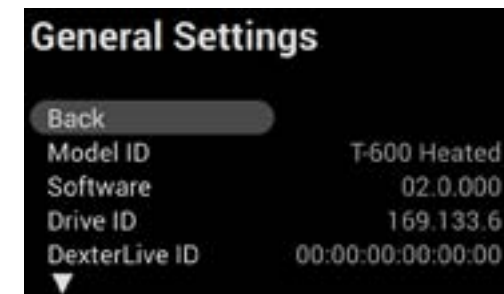 General Settings
Back
Model ID T-600 Heated
Software 02.0.000
Drive ID 169.133.6
DexterLive ID 00:00:00:00:00:00